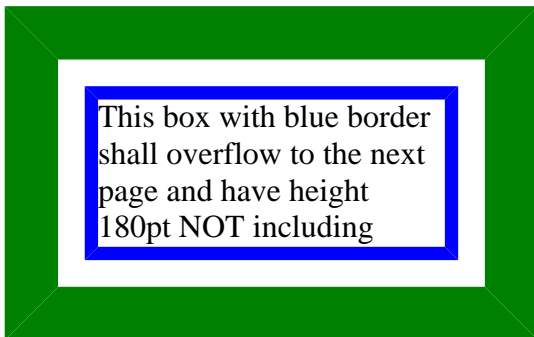 This box with blue border
shall overflow to the next
page and have height
180pt NOT including